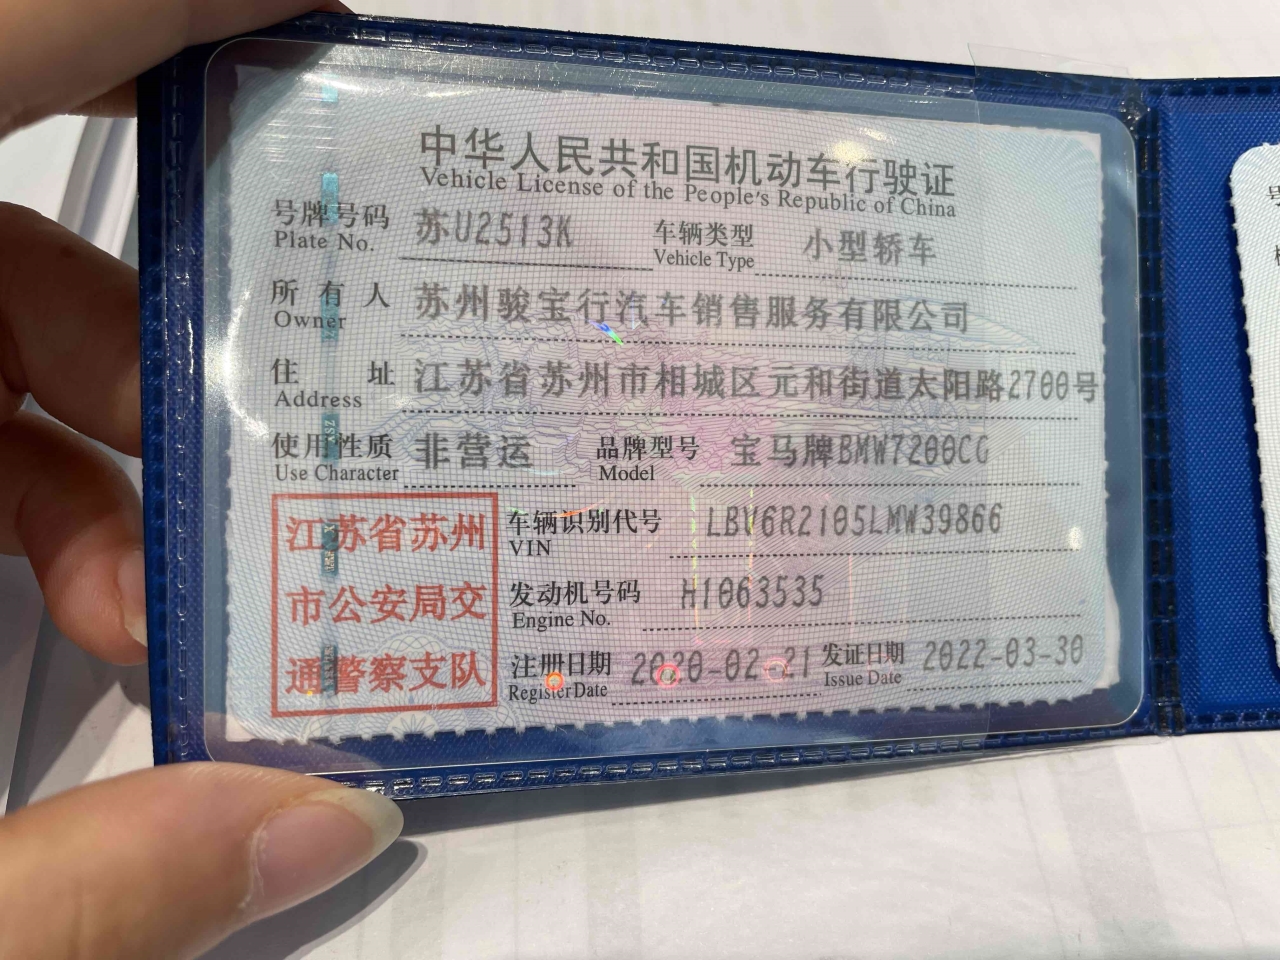 中华人民共和国机动车行驶证
Vehicle License of the People's Republic of China
号牌号码 苏U2513K 车辆类型 小型轿车
Plate No. Vehicle Type
所有人 苏州骏宝行汽车销售服务有限公司
Owner
住址 江苏省苏州市相城区元和街道太阳路2700号
Address
使用性质 非营运 品牌型号 宝马牌BMW7200CG
Use Character Model
江苏省苏州
市公安局交
通警察支队
车辆识别代号 LBV6R2105LMW39866
VIN
发动机号码 H1063535
Engine No.
注册日期 2020-02-21 发证日期 2022-03-30
Register Date Issue Date
号